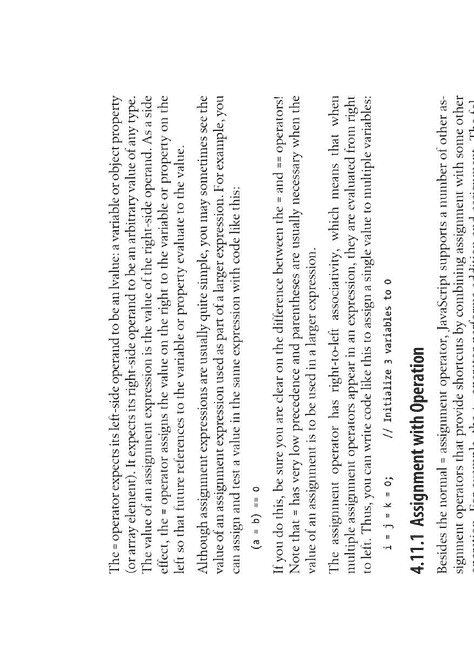 The = operator expects its left-side operand to be an lvalue: a variable or object property
(or array element). It expects its right-side operand to be an arbitrary value of any type.
The value of an assignment expression is the value of the right-side operand. As a side
effect, the = operator assigns the value on the right to the variable or property on the
left so that future references to the variable or property evaluate to the value.
Although assignment expressions are usually quite simple, you may sometimes see the
value of an assignment expression used as part of a larger expression. For example, you
can assign and test a value in the same expression with code like this:
(a = b) == 0
If you do this, be sure you are clear on the difference between the = and == operators!
Note that = has very low precedence and parentheses are usually necessary when the
value of an assignment is to be used in a larger expression.
The assignment operator has right-to-left associativity, which means that when
multiple assignment operators appear in an expression, they are evaluated from right
to left. Thus, you can write code like this to assign a single value to multiple variables:
i = j = k = 0; // Initialize 3 variables to 0
4.11.1 Assignment with Operation
Besides the normal = assignment operator, JavaScript supports a number of other as-
signment operators that provide shortcuts by combining assignment with some other